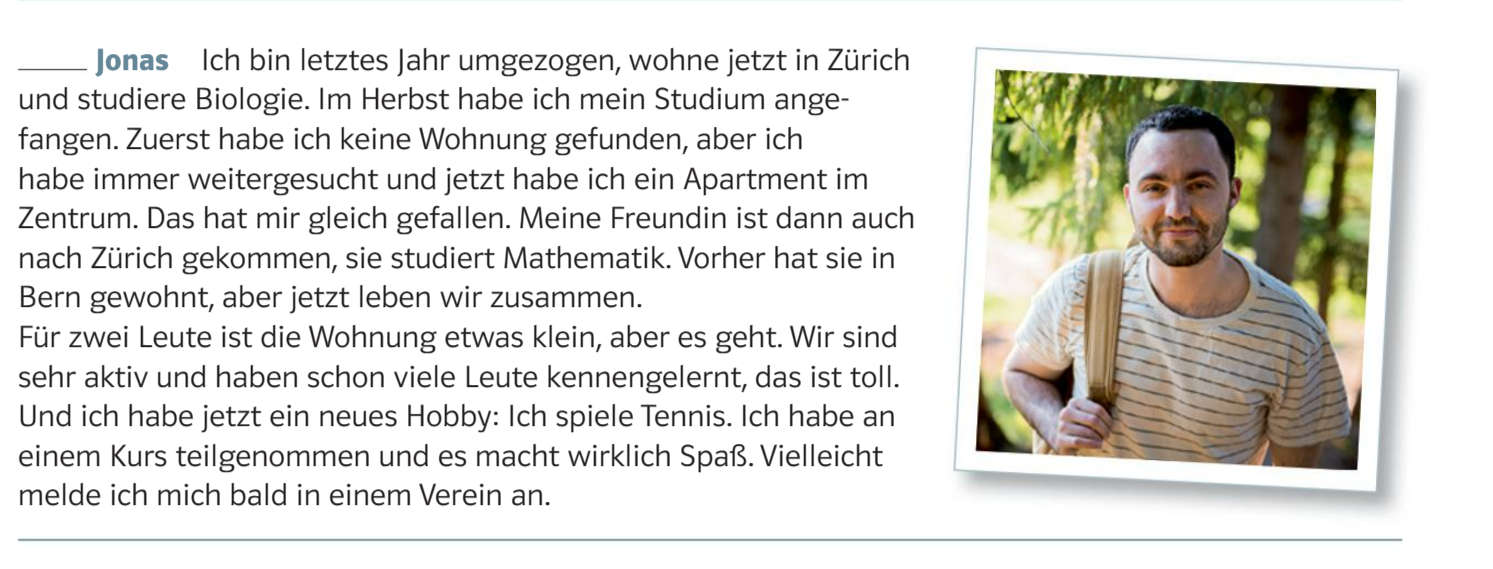 _____ Jonas Ich bin letztes Jahr umgezogen, wohne jetzt in Zürich
und studiere Biologie. Im Herbst habe ich mein Studium ange-
fangen. Zuerst habe ich keine Wohnung gefunden, aber ich
habe immer weitergesucht und jetzt habe ich ein Apartment im
Zentrum. Das hat mir gleich gefallen. Meine Freundin ist dann auch
nach Zürich gekommen, sie studiert Mathematik. Vorher hat sie in
Bern gewohnt, aber jetzt leben wir zusammen.
Für zwei Leute ist die Wohnung etwas klein, aber es geht. Wir sind
sehr aktiv und haben schon viele Leute kennengelernt, das ist toll.
Und ich habe jetzt ein neues Hobby: Ich spiele Tennis. Ich habe an
einem Kurs teilgenommen und es macht wirklich Spaß. Vielleicht
melde ich mich bald in einem Verein an.